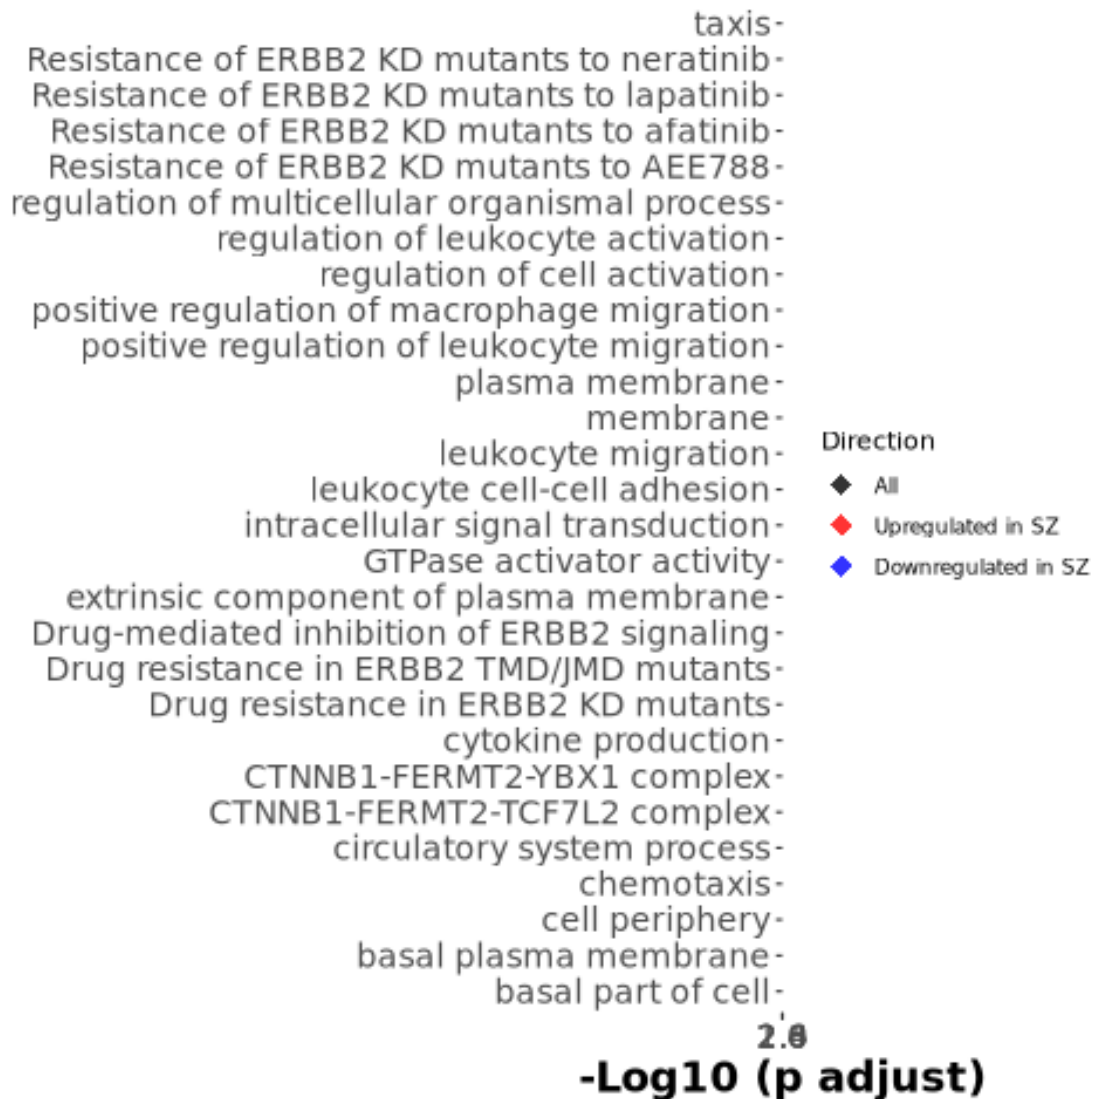 taxis
Resistance of ERBB2 KD mutants to neratinib
Resistance of ERBB2 KD mutants to lapatinib
Resistance of ERBB2 KD mutants to afatinib
Resistance of ERBB2 KD mutants to AEE788
regulation of multicellular organismal process
regulation of leukocyte activation
regulation of cell activation
positive regulation of macrophage migration
positive regulation of leukocyte migration
plasma membrane
membrane
leukocyte migration
leukocyte cell-cell adhesion
intracellular signal transduction
GTPase activator activity
extrinsic component of plasma membrane
Drug-mediated inhibition of ERBB2 signaling
Drug resistance in ERBB2 TMD/JMD mutants
Drug resistance in ERBB2 KD mutants
cytokine production
CTNNB1-FERMT2-YBX1 complex
CTNNB1-FERMT2-TCF7L2 complex
circulatory system process
chemotaxis
cell periphery
basal plasma membrane
basal part of cell
-Log10 (p adjust)
Direction
All
Upregulated in SZ
Downregulated in SZ